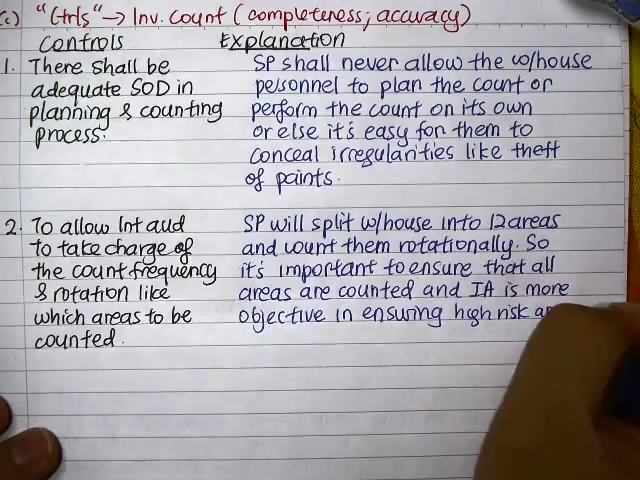 (c) "Ctrls" → Inv. Count (completeness; accuracy)
Controls Explanation
1. There shall be adequate SOD in planning & counting process.
SP shall never allow the w/house
personnel to plan the count or
perform the count on its own
or else it's easy for them to
conceal irregularities like theft
of paints.
2. To allow Int aud
to take charge of
the count frequency
& rotation like
which areas to be
counted.
SP will split w/house into 12 areas
and count them rotationally. So
it's important to ensure that all
areas are counted and IA is more
objective in ensuring high risk